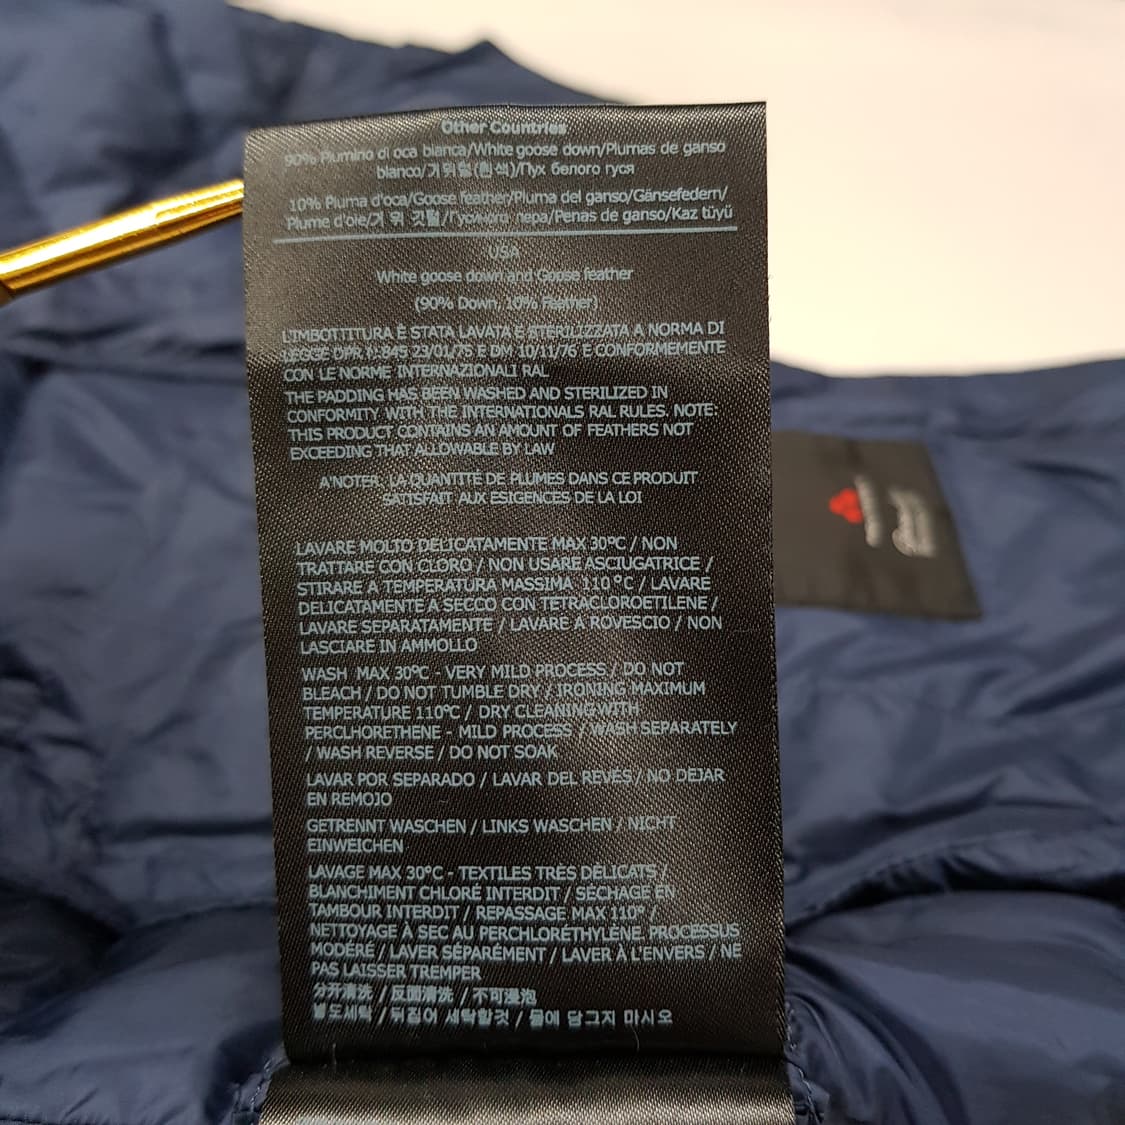 Other Countries
90% Piumino di oca bianca/White goose down/Plumas de ganso
blanco/거위털(흰색)/Пух белого гуся
10% Piuma d'oca/Goose feather/Pluma del ganso/Gänsefedern/
Plume d'oie/거 위 깃털/Гусиного пера/Penas de ganso/Kaz tüyü
USA
White goose down and Goose feather
(90% Down, 10% Feather)
L'IMBOTTITURA È STATA LAVATA E STERILIZZATA A NORMA DI
LEGGE DPR N.845 23/01/75 E DM 10/11/76 E CONFORMEMENTE
CON LE NORME INTERNAZIONALI RAL
THE PADDING HAS BEEN WASHED AND STERILIZED IN
CONFORMITY WITH THE INTERNATIONALS RAL RULES. NOTE:
THIS PRODUCT CONTAINS AN AMOUNT OF FEATHERS NOT
EXCEEDING THAT ALLOWABLE BY LAW
A'NOTER, LA QUANTITE DE PLUMES DANS CE PRODUIT
SATISFAIT AUX ESIGENCES DE LA LOI
LAVARE MOLTO DELICATAMENTE MAX 30°C / NON
TRATTARE CON CLORO / NON USARE ASCIUGATRICE /
STIRARE A TEMPERATURA MASSIMA 110°C / LAVARE
DELICATAMENTE A SECCO CON TETRACLOROETILENE /
LAVARE SEPARATAMENTE / LAVARE A ROVESCIO / NON
LASCIARE IN AMMOLLO
WASH MAX 30°C - VERY MILD PROCESS / DO NOT
BLEACH / DO NOT TUMBLE DRY / IRONING MAXIMUM
TEMPERATURE 110°C / DRY CLEANING WITH
PERCLHORETHENE - MILD PROCESS / WASH SEPARATELY
/ WASH REVERSE / DO NOT SOAK
LAVAR POR SEPARADO / LAVAR DEL REVÉS / NO DEJAR
EN REMOJO
GETRENNT WASCHEN / LINKS WASCHEN / NICHT
EINWEICHEN
LAVAGE MAX 30°C - TEXTILES TRÈS DÉLICATS /
BLANCHIMENT CHLORÉ INTERDIT / SÉCHAGE EN
TAMBOUR INTERDIT / REPASSAGE MAX 110° /
NETTOYAGE À SEC AU PERCHLORÉTHYLÈNE, PROCESSUS
MODÉRÉ / LAVER SÉPARÉMENT / LAVER À L'ENVERS / NE
PAS LAISSER TREMPER
分开清洗 / 反面清洗 / 不可浸泡
별도세탁 / 뒤집어 세탁할것 / 물에 담그지 마시오